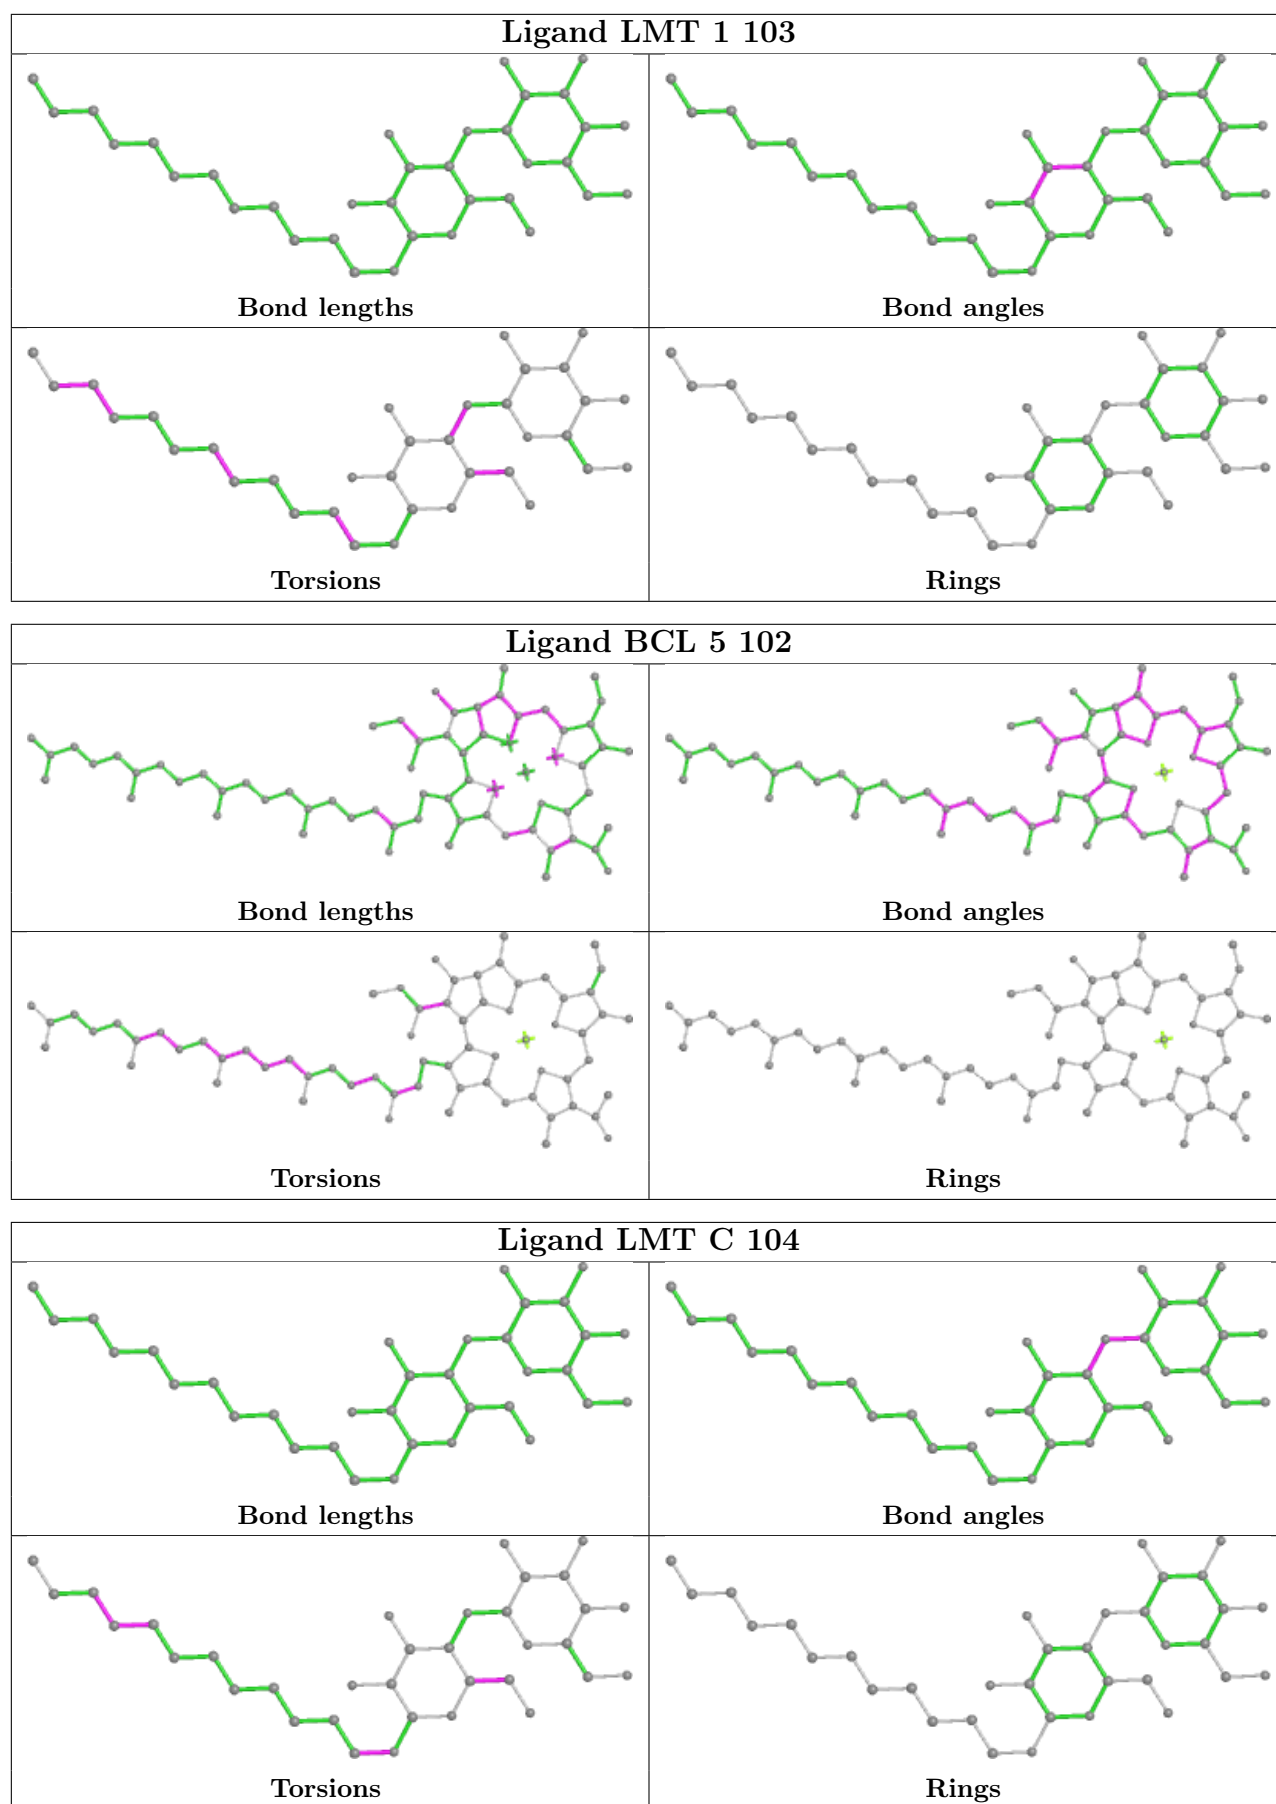 Ligand LMT 1 103
Bond lengths
Bond angles
Torsions
Rings
Ligand BCL 5 102
Bond lengths
Bond angles
Torsions
Rings
Ligand LMT C 104
Bond lengths
Bond angles
Torsions
Rings